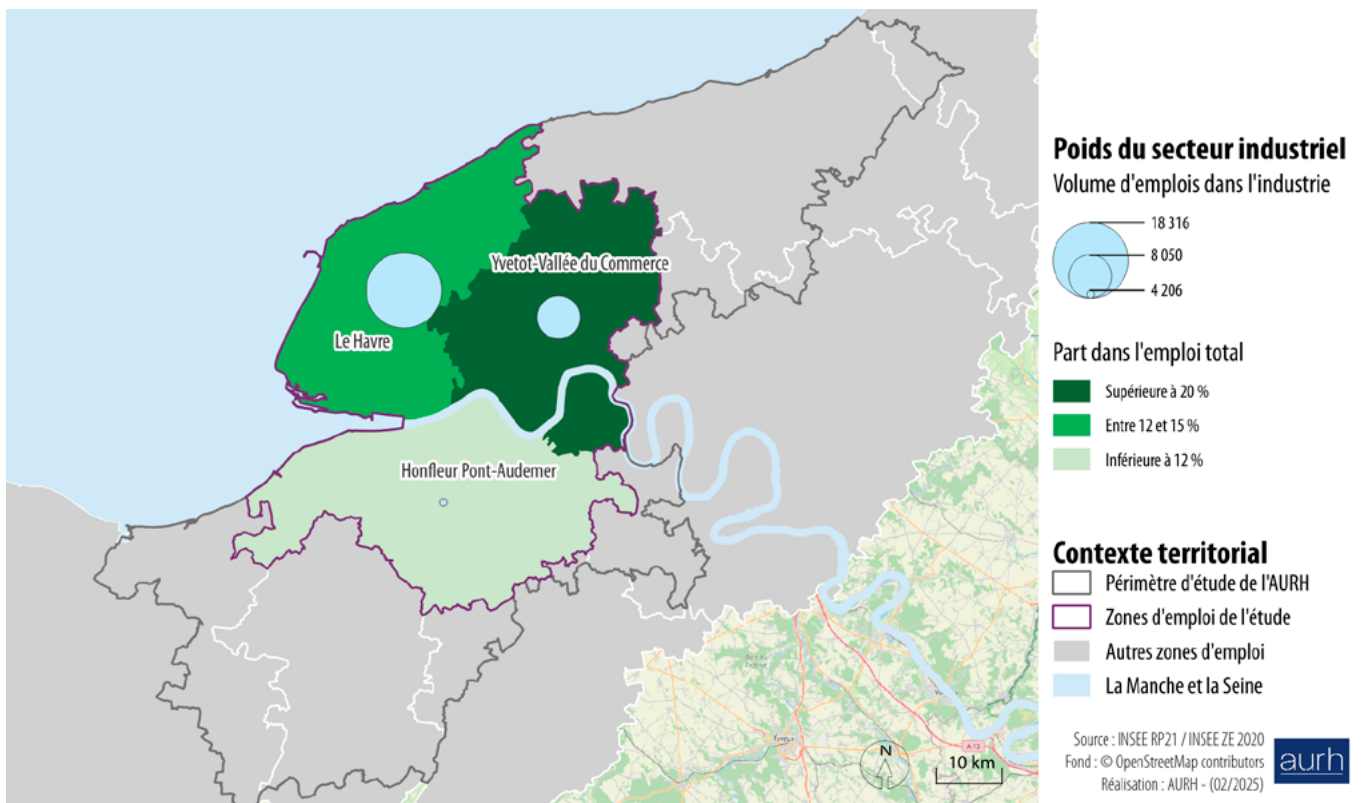 Yvetot-Vallée du Commerce
Le Havre
Honfleur Pont-Audemer
Évreux
A 13
N
10 km
Poids du secteur industriel
Volume d'emplois dans l'industrie
18 316
8 050
4 206
Part dans l'emploi total
Supérieure à 20 %
Entre 12 et 15 %
Inférieure à 12 %
Contexte territorial
Périmètre d'étude de l'AURH
Zones d'emploi de l'étude
Autres zones d'emploi
La Manche et la Seine
Source : INSEE RP21 / INSEE ZE 2020
Fond : © OpenStreetMap contributors
Réalisation : AURH - (02/2025)
aurh